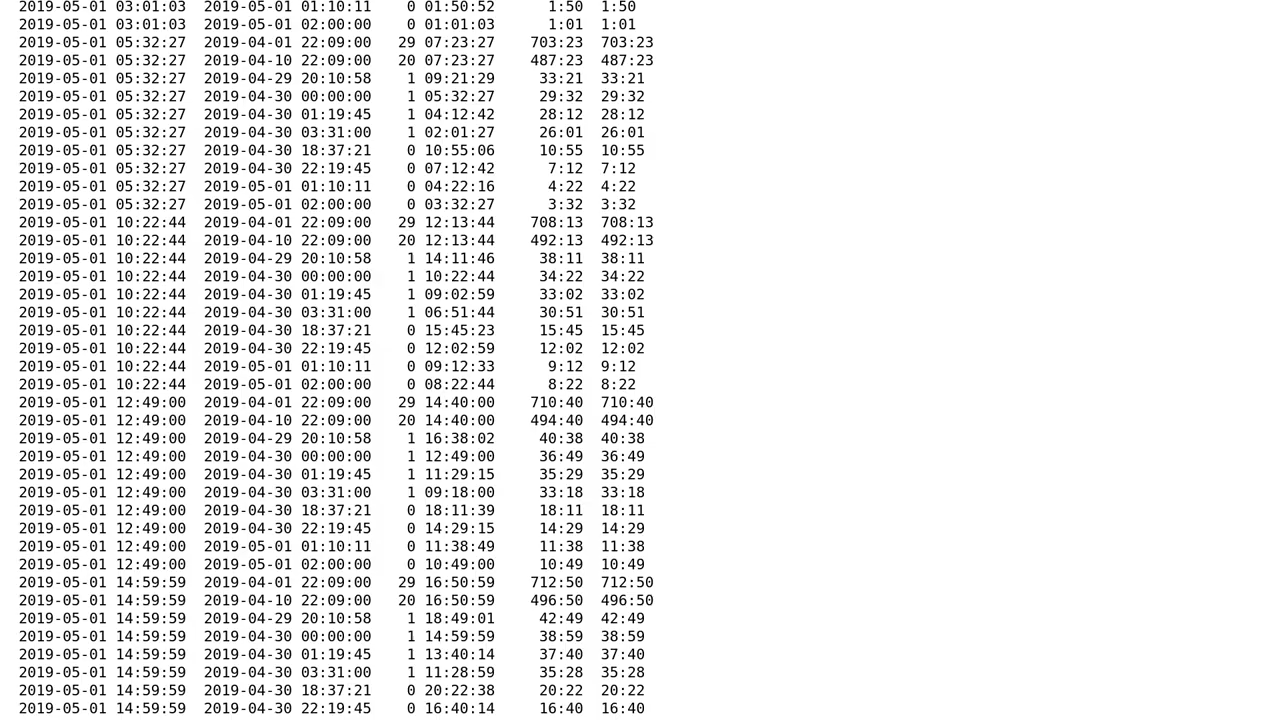 2019-05-01 03:01:03  2019-05-01 01:10:11    0 01:50:52      1:50  1:50
2019-05-01 03:01:03  2019-05-01 02:00:00    0 01:01:03      1:01  1:01
2019-05-01 05:32:27  2019-04-01 22:09:00   29 07:23:27    703:23  703:23
2019-05-01 05:32:27  2019-04-10 22:09:00   20 07:23:27    487:23  487:23
2019-05-01 05:32:27  2019-04-29 20:10:58    1 09:21:29     33:21  33:21
2019-05-01 05:32:27  2019-04-30 00:00:00    1 05:32:27     29:32  29:32
2019-05-01 05:32:27  2019-04-30 01:19:45    1 04:12:42     28:12  28:12
2019-05-01 05:32:27  2019-04-30 03:31:00    1 02:01:27     26:01  26:01
2019-05-01 05:32:27  2019-04-30 18:37:21    0 10:55:06     10:55  10:55
2019-05-01 05:32:27  2019-04-30 22:19:45    0 07:12:42      7:12  7:12
2019-05-01 05:32:27  2019-05-01 01:10:11    0 04:22:16      4:22  4:22
2019-05-01 05:32:27  2019-05-01 02:00:00    0 03:32:27      3:32  3:32
2019-05-01 10:22:44  2019-04-01 22:09:00   29 12:13:44    708:13  708:13
2019-05-01 10:22:44  2019-04-10 22:09:00   20 12:13:44    492:13  492:13
2019-05-01 10:22:44  2019-04-29 20:10:58    1 14:11:46     38:11  38:11
2019-05-01 10:22:44  2019-04-30 00:00:00    1 10:22:44     34:22  34:22
2019-05-01 10:22:44  2019-04-30 01:19:45    1 09:02:59     33:02  33:02
2019-05-01 10:22:44  2019-04-30 03:31:00    1 06:51:44     30:51  30:51
2019-05-01 10:22:44  2019-04-30 18:37:21    0 15:45:23     15:45  15:45
2019-05-01 10:22:44  2019-04-30 22:19:45    0 12:02:59     12:02  12:02
2019-05-01 10:22:44  2019-05-01 01:10:11    0 09:12:33      9:12  9:12
2019-05-01 10:22:44  2019-05-01 02:00:00    0 08:22:44      8:22  8:22
2019-05-01 12:49:00  2019-04-01 22:09:00   29 14:40:00    710:40  710:40
2019-05-01 12:49:00  2019-04-10 22:09:00   20 14:40:00    494:40  494:40
2019-05-01 12:49:00  2019-04-29 20:10:58    1 16:38:02     40:38  40:38
2019-05-01 12:49:00  2019-04-30 00:00:00    1 12:49:00     36:49  36:49
2019-05-01 12:49:00  2019-04-30 01:19:45    1 11:29:15     35:29  35:29
2019-05-01 12:49:00  2019-04-30 03:31:00    1 09:18:00     33:18  33:18
2019-05-01 12:49:00  2019-04-30 18:37:21    0 18:11:39     18:11  18:11
2019-05-01 12:49:00  2019-04-30 22:19:45    0 14:29:15     14:29  14:29
2019-05-01 12:49:00  2019-05-01 01:10:11    0 11:38:49     11:38  11:38
2019-05-01 12:49:00  2019-05-01 02:00:00    0 10:49:00     10:49  10:49
2019-05-01 14:59:59  2019-04-01 22:09:00   29 16:50:59    712:50  712:50
2019-05-01 14:59:59  2019-04-10 22:09:00   20 16:50:59    496:50  496:50
2019-05-01 14:59:59  2019-04-29 20:10:58    1 18:49:01     42:49  42:49
2019-05-01 14:59:59  2019-04-30 00:00:00    1 14:59:59     38:59  38:59
2019-05-01 14:59:59  2019-04-30 01:19:45    1 13:40:14     37:40  37:40
2019-05-01 14:59:59  2019-04-30 03:31:00    1 11:28:59     35:28  35:28
2019-05-01 14:59:59  2019-04-30 18:37:21    0 20:22:38     20:22  20:22
2019-05-01 14:59:59  2019-04-30 22:19:45    0 16:40:14     16:40  16:40